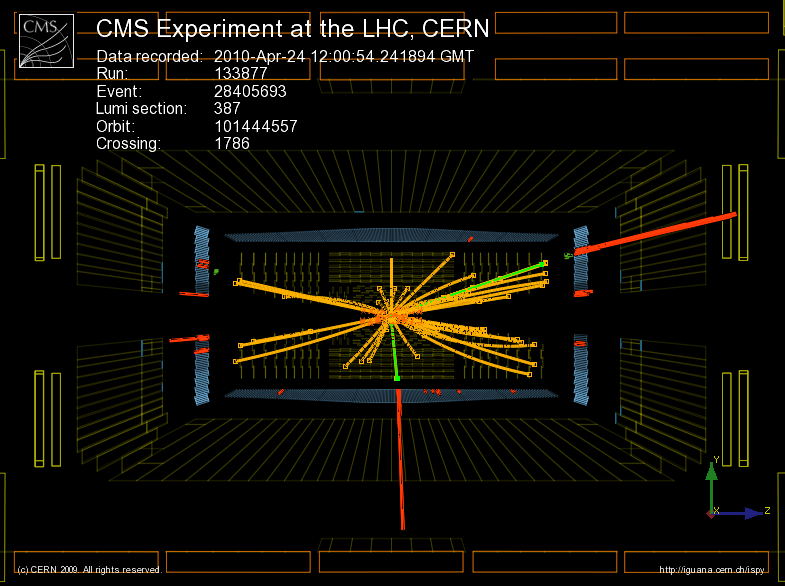 CMS
CMS Experiment at the LHC, CERN
Data recorded: 2010-Apr-24 12:00:54.241894 GMT
Run: 133877
Event: 28405693
Lumi section: 387
Orbit: 101444557
Crossing: 1786
Y
X
Z
(c) CERN 2009. All rights reserved.
http://iguana.cern.ch/ispy